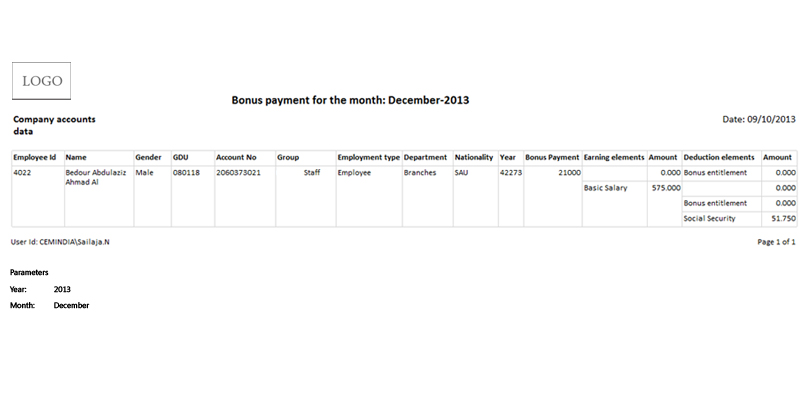 LOGO
Bonus payment for the month: December-2013
Company accounts
data
Date: 09/10/2013
Employee Id Name Gender GDU Account No Group Employment type Department Nationality Year Bonus Payment Earning elements Amount Deduction elements Amount
4022 Bedour Abdulaziz Male 080118 2060373021 Staff Employee Branches SAU 42273 21000 0.000 Bonus entitlement 0.000
Ahmad Al
Basic Salary 575.000 0.000
Bonus entitlement 0.000
Social Security 51.750
User Id: CEMINDIA\Sailaja.N Page 1 of 1
Parameters
Year: 2013
Month: December